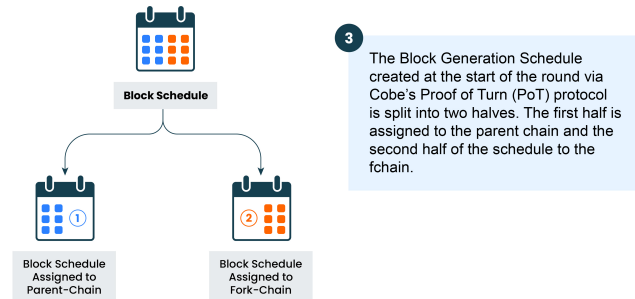 Block Schedule
3
The Block Generation Schedule
created at the start of the round via
Cobe's Proof of Turn (PoT) protocol
is split into two halves. The first half is
assigned to the parent chain and the
second half of the schedule to the
fchain.
1
2
Block Schedule
Assigned to
Parent-Chain
Block Schedule
Assigned to
Fork-Chain